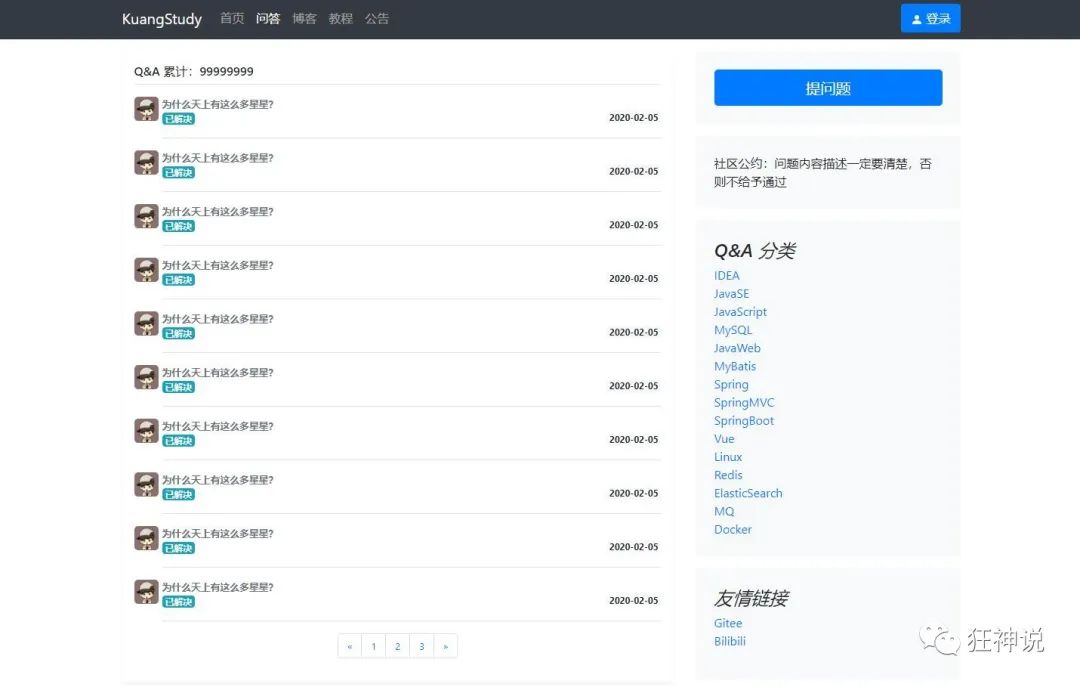 KuangStudy 首页 问答 博客 教程 公告 登录
Q&A 累计：99999999
为什么天上有这么多星星?
已解决
2020-02-05
为什么天上有这么多星星?
已解决
2020-02-05
为什么天上有这么多星星?
已解决
2020-02-05
为什么天上有这么多星星?
已解决
2020-02-05
为什么天上有这么多星星?
已解决
2020-02-05
为什么天上有这么多星星?
已解决
2020-02-05
为什么天上有这么多星星?
已解决
2020-02-05
为什么天上有这么多星星?
已解决
2020-02-05
为什么天上有这么多星星?
已解决
2020-02-05
为什么天上有这么多星星?
已解决
2020-02-05
« 1 2 3 »
提问题
社区公约：问题内容描述一定要清楚，否
则不给予通过
Q&A 分类
IDEA
JavaSE
JavaScript
MySQL
JavaWeb
MyBatis
Spring
SpringMVC
SpringBoot
Vue
Linux
Redis
ElasticSearch
MQ
Docker
友情链接
Gitee
Bilibili
狂神说